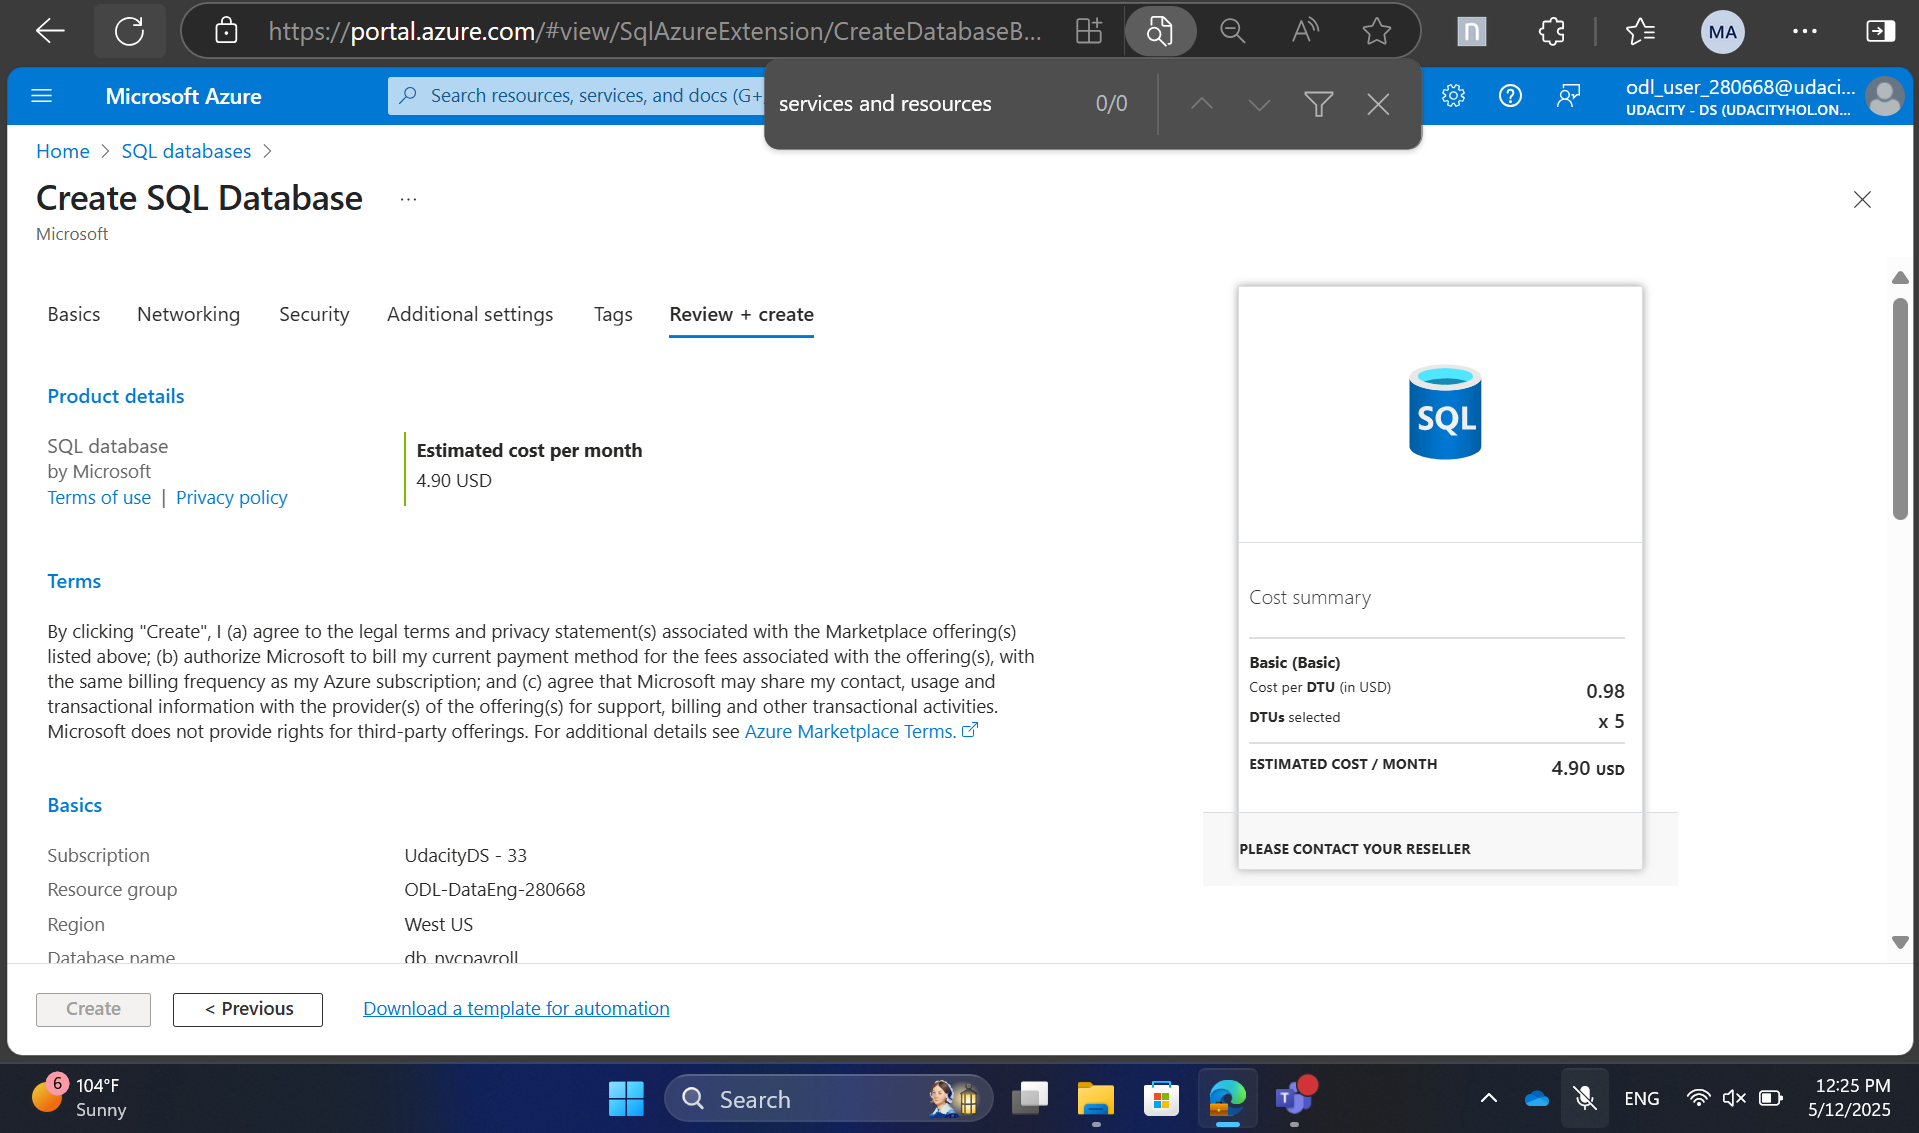 https://portal.azure.com/#view/SqlAzureExtension/CreateDatabaseB...
MA
Microsoft Azure
Search resources, services, and docs (G+
services and resources
0/0
odl_user_280668@udaci...
UDACITY - DS (UDACITYHOL.ON...
Home > SQL databases >
Create SQL Database ...
Microsoft
Basics
Networking
Security
Additional settings
Tags
Review + create
Product details
SQL database
by Microsoft
Terms of use | Privacy policy
Estimated cost per month
4.90 USD
Terms
By clicking "Create", I (a) agree to the legal terms and privacy statement(s) associated with the Marketplace offering(s)
listed above; (b) authorize Microsoft to bill my current payment method for the fees associated with the offering(s), with
the same billing frequency as my Azure subscription; and (c) agree that Microsoft may share my contact, usage and
transactional information with the provider(s) of the offering(s) for support, billing and other transactional activities.
Microsoft does not provide rights for third-party offerings. For additional details see Azure Marketplace Terms.
Basics
Subscription UdacityDS - 33
Resource group ODL-DataEng-280668
Region West US
Database name db_nycpayroll
SQL
Cost summary
Basic (Basic)
Cost per DTU (in USD) 0.98
DTUs selected x 5
ESTIMATED COST / MONTH 4.90 USD
PLEASE CONTACT YOUR RESELLER
Create
< Previous
Download a template for automation
6
104°F
Sunny
Search
ENG
12:25 PM
5/12/2025